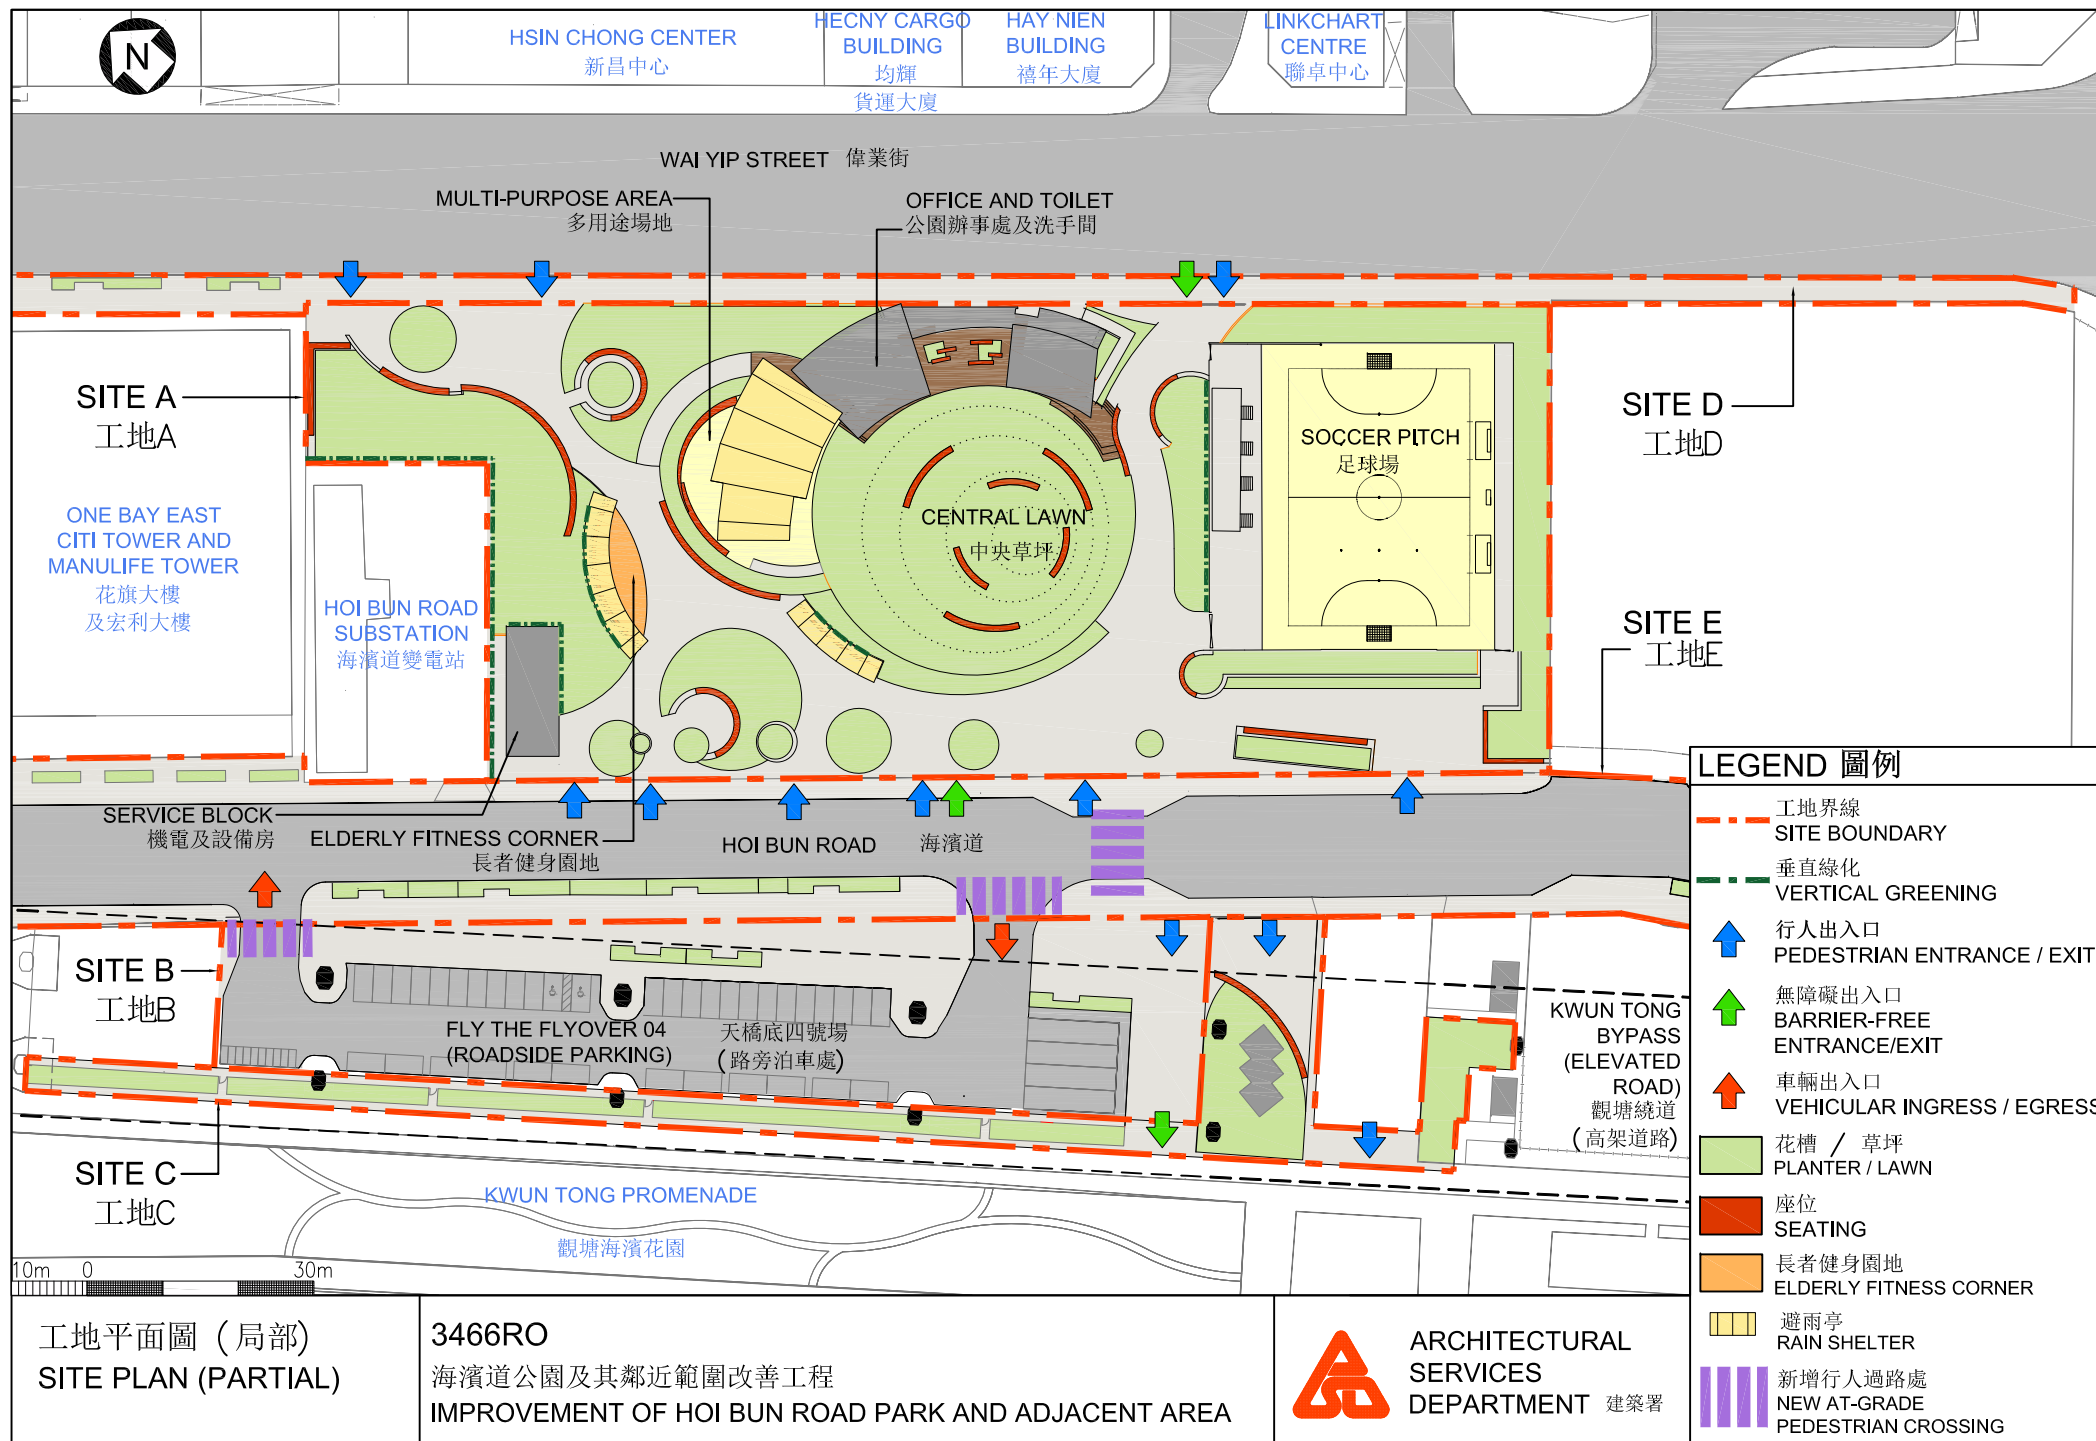 N
HSIN CHONG CENTER
新昌中心
HECNY CARGO
BUILDING
均輝
貨運大廈
HAY NIEN
BUILDING
禧年大廈
LINKCHART
CENTRE
聯卓中心
WAI YIP STREET 偉業街
MULTI-PURPOSE AREA
多用途場地
OFFICE AND TOILET
公園辦事處及洗手間
SITE A
工地A
ONE BAY EAST
CITI TOWER AND
MANULIFE TOWER
花旗大樓
及宏利大樓
HOI BUN ROAD
SUBSTATION
海濱道變電站
CENTRAL LAWN
中央草坪
SOCCER PITCH
足球場
SITE D
工地D
SITE E
工地E
SERVICE BLOCK
機電及設備房
ELDERLY FITNESS CORNER
長者健身園地
HOI BUN ROAD 海濱道
SITE B
工地B
FLY THE FLYOVER 04
(ROADSIDE PARKING)
天橋底四號場
(路旁泊車處)
KWUN TONG
BYPASS
(ELEVATED
ROAD)
觀塘繞道
(高架道路)
SITE C
工地C
KWUN TONG PROMENADE
觀塘海濱花園
10m 0 30m
LEGEND 圖例
工地界線
SITE BOUNDARY
垂直綠化
VERTICAL GREENING
行人出入口
PEDESTRIAN ENTRANCE / EXIT
無障礙出入口
BARRIER-FREE
ENTRANCE/EXIT
車輛出入口
VEHICULAR INGRESS / EGRESS
花槽 / 草坪
PLANTER / LAWN
座位
SEATING
長者健身園地
ELDERLY FITNESS CORNER
避雨亭
RAIN SHELTER
新增行人過路處
NEW AT-GRADE
PEDESTRIAN CROSSING
工地平面圖 (局部)
SITE PLAN (PARTIAL)
3466RO
海濱道公園及其鄰近範圍改善工程
IMPROVEMENT OF HOI BUN ROAD PARK AND ADJACENT AREA
ARCHITECTURAL
SERVICES
DEPARTMENT 建築署